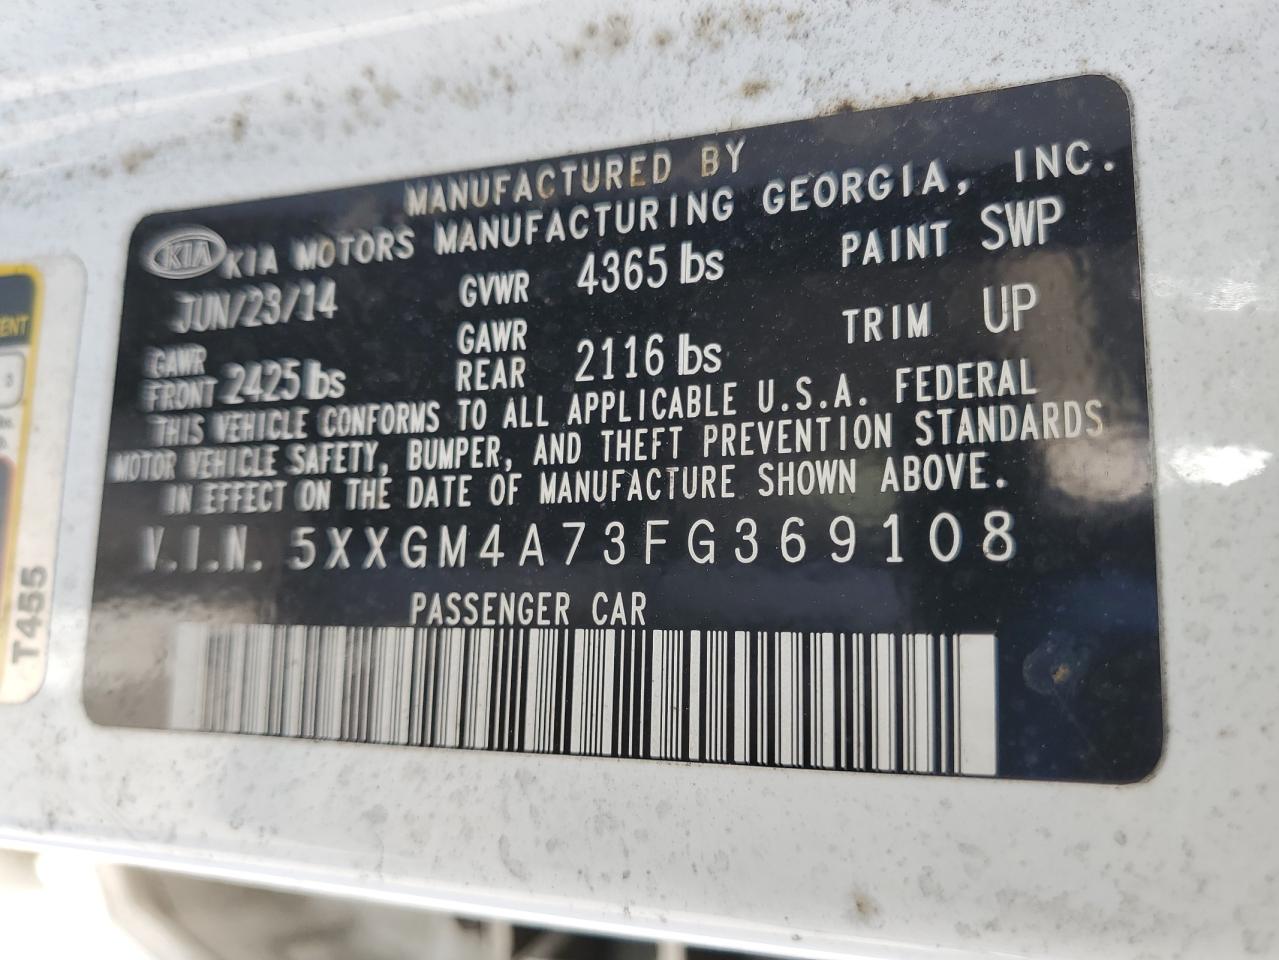 MANUFACTURED BY
KIA KIA MOTORS MANUFACTURING GEORGIA, INC.
JUN/23/14 GVWR 4365 lbs PAINT SWP
GAWR FRONT 2425 lbs GAWR REAR 2116 lbs TRIM UP
THIS VEHICLE CONFORMS TO ALL APPLICABLE U.S.A. FEDERAL
MOTOR VEHICLE SAFETY, BUMPER, AND THEFT PREVENTION STANDARDS
IN EFFECT ON THE DATE OF MANUFACTURE SHOWN ABOVE.
V.I.N. 5XXGM4A73FG369108
PASSENGER CAR
T455